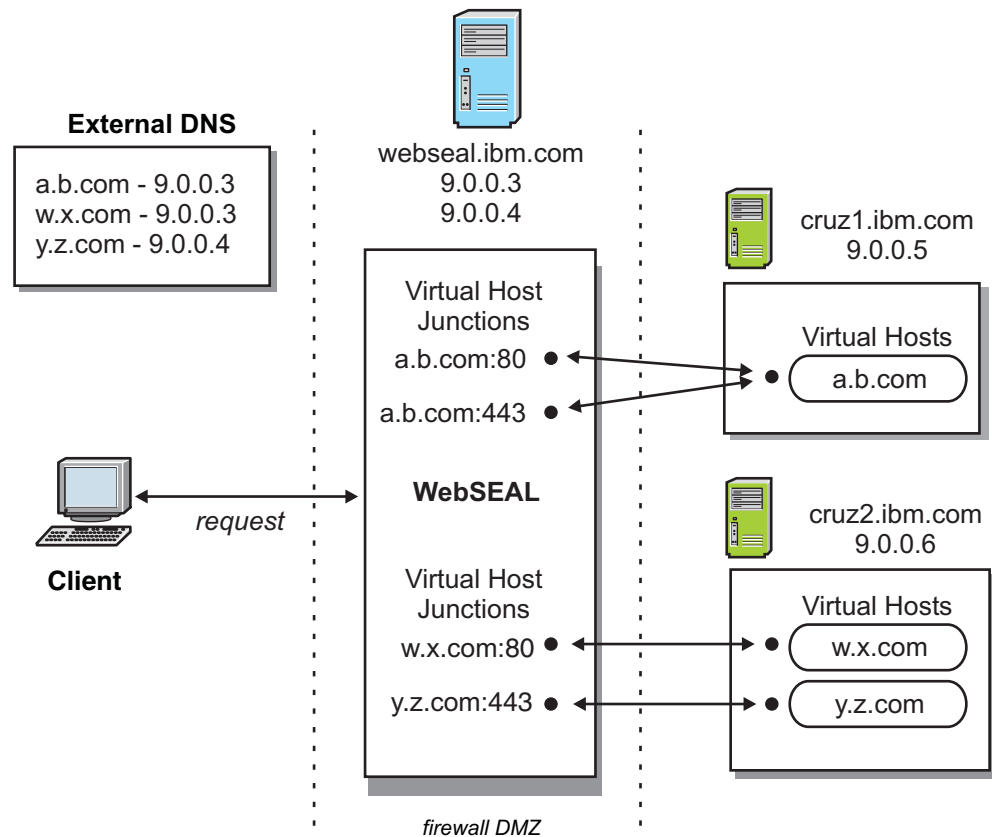 External DNS
a.b.com - 9.0.0.3
w.x.com - 9.0.0.3
y.z.com - 9.0.0.4
webseal.ibm.com
9.0.0.3
9.0.0.4
Virtual Host
Junctions
a.b.com:80
a.b.com:443
WebSEAL
Virtual Host
Junctions
w.x.com:80
y.z.com:443
cruz1.ibm.com
9.0.0.5
Virtual Hosts
a.b.com
cruz2.ibm.com
9.0.0.6
Virtual Hosts
w.x.com
y.z.com
request
Client
firewall DMZ